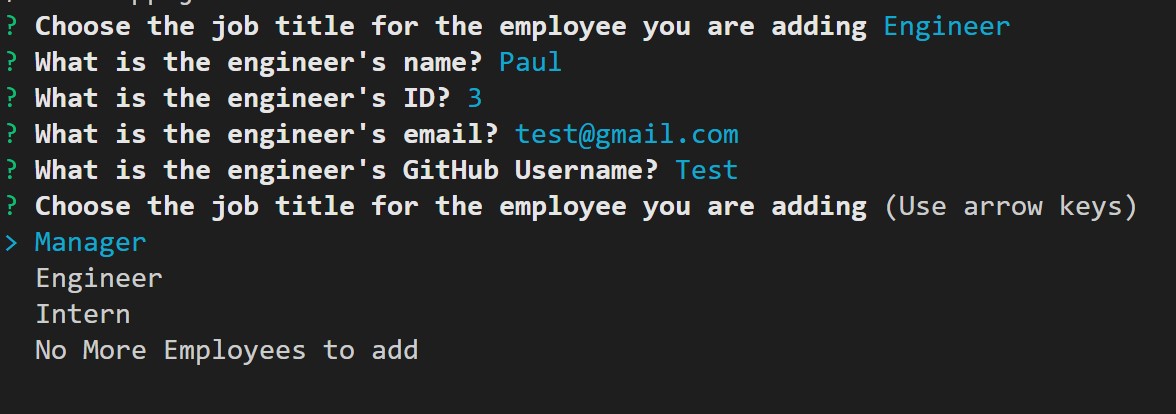 ? Choose the job title for the employee you are adding Engineer
? What is the engineer's name? Paul
? What is the engineer's ID? 3
? What is the engineer's email? test@gmail.com
? What is the engineer's GitHub Username? Test
? Choose the job title for the employee you are adding (Use arrow keys)
> Manager
Engineer
Intern
No More Employees to add